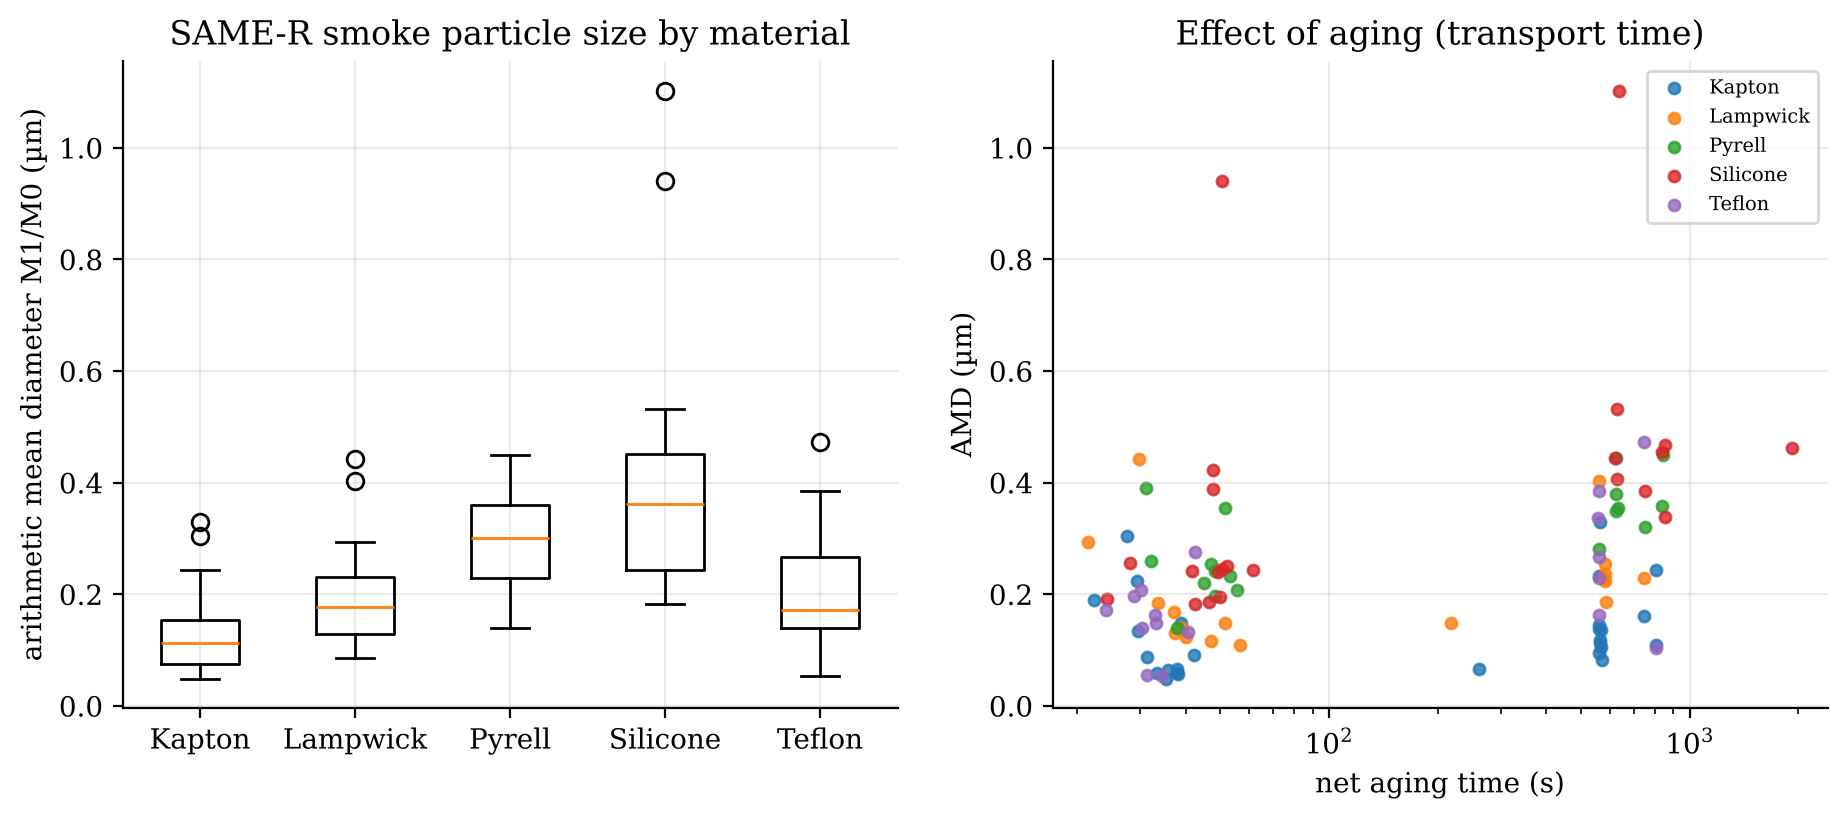 SAME-R smoke particle size by material
arithmetic mean diameter M1/M0 (µm)
1.0
0.8
0.6
0.4
0.2
0.0
Kapton
Lampwick
Pyrell
Silicone
Teflon
Effect of aging (transport time)
AMD (µm)
1.0
0.8
0.6
0.4
0.2
0.0
10²
10³
net aging time (s)
Kapton
Lampwick
Pyrell
Silicone
Teflon